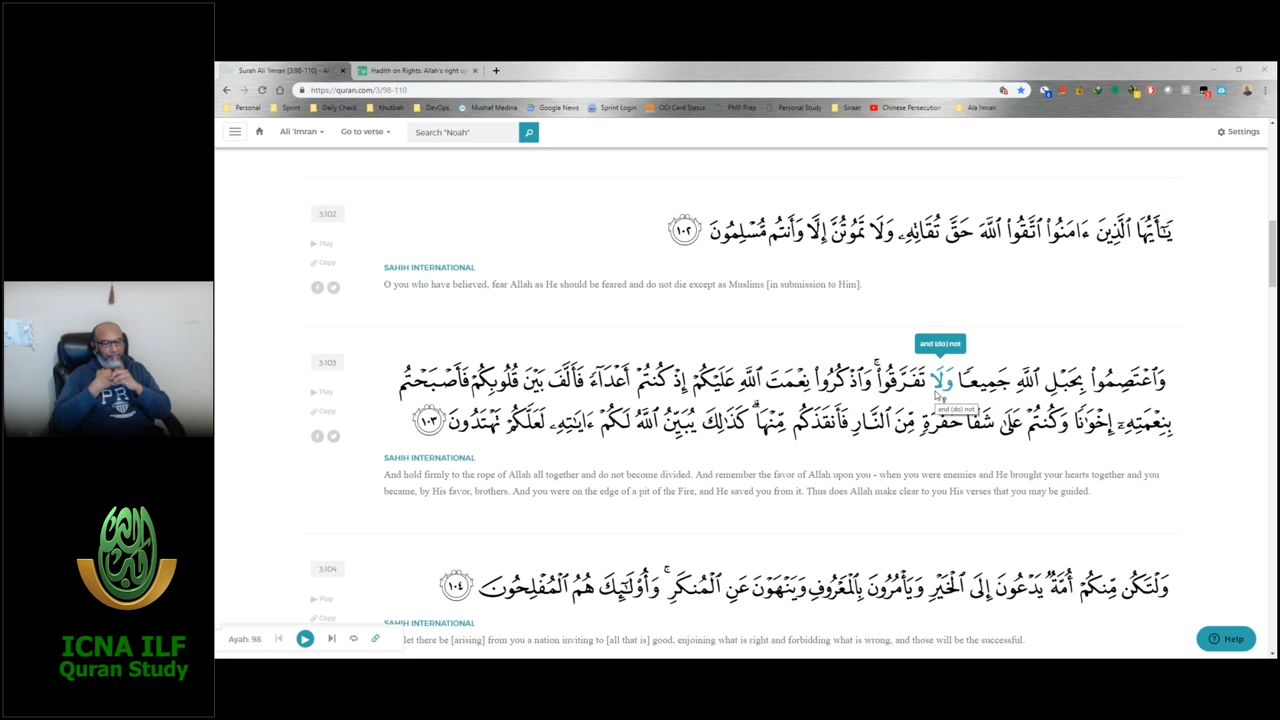 Surah Ali 'Imran [3:98-110] - Al-
Hadith on Rights: Allah's right up
https://quran.com/3/98-110
Personal Sprint Daily Check Khutbah DevOps Mushaf Medina Google News Sprint Login OCI Card Status PMP Prep Personal Study Siraat Chinese Persecution Ala Imran
Ali 'Imran Go to verse Search "Noah" Settings
3:102
يَـٰٓأَيُّهَا ٱلَّذِينَ ءَامَنُوا۟ ٱتَّقُوا۟ ٱللَّهَ حَقَّ تُقَاتِهِۦ وَلَا تَمُوتُنَّ إِلَّا وَأَنتُم مُّسْلِمُونَ ١٠٢
Play
Copy
SAHIH INTERNATIONAL
O you who have believed, fear Allah as He should be feared and do not die except as Muslims [in submission to Him].
and (do) not
3:103
وَٱعْتَصِمُوا۟ بِحَبْلِ ٱللَّهِ جَمِيعًا وَلَا تَفَرَّقُوا۟ ۚ وَٱذْكُرُوا۟ نِعْمَتَ ٱللَّهِ عَلَيْكُمْ إِذْ كُنتُمْ أَعْدَآءً فَأَلَّفَ بَيْنَ قُلُوبِكُمْ فَأَصْبَحْتُم
and (do) not
بِنِعْمَتِهِۦٓ إِخْوَٰنًا وَكُنتُمْ عَلَىٰ شَفَا حُفْرَةٍ مِّنَ ٱلنَّارِ فَأَنقَذَكُم مِّنْهَا ۗ كَذَٰلِكَ يُبَيِّنُ ٱللَّهُ لَكُمْ ءَايَـٰتِهِۦ لَعَلَّكُمْ تَهْتَدُونَ ١٠٣
Play
Copy
SAHIH INTERNATIONAL
And hold firmly to the rope of Allah all together and do not become divided. And remember the favor of Allah upon you - when you were enemies and He brought your hearts together and you
became, by His favor, brothers. And you were on the edge of a pit of the Fire, and He saved you from it. Thus does Allah make clear to you His verses that you may be guided.
3:104
وَلْتَكُن مِّنكُمْ أُمَّةٌ يَدْعُونَ إِلَى ٱلْخَيْرِ وَيَأْمُرُونَ بِٱلْمَعْرُوفِ وَيَنْهَوْنَ عَنِ ٱلْمُنكَرِ ۚ وَأُو۟لَـٰٓئِكَ هُمُ ٱلْمُفْلِحُونَ ١٠٤
Play
Copy
SAHIH INTERNATIONAL
let there be [arising] from you a nation inviting to [all that is] good, enjoining what is right and forbidding what is wrong, and those will be the successful.
Ayah: 98
Help
ICNA ILF
Quran Study